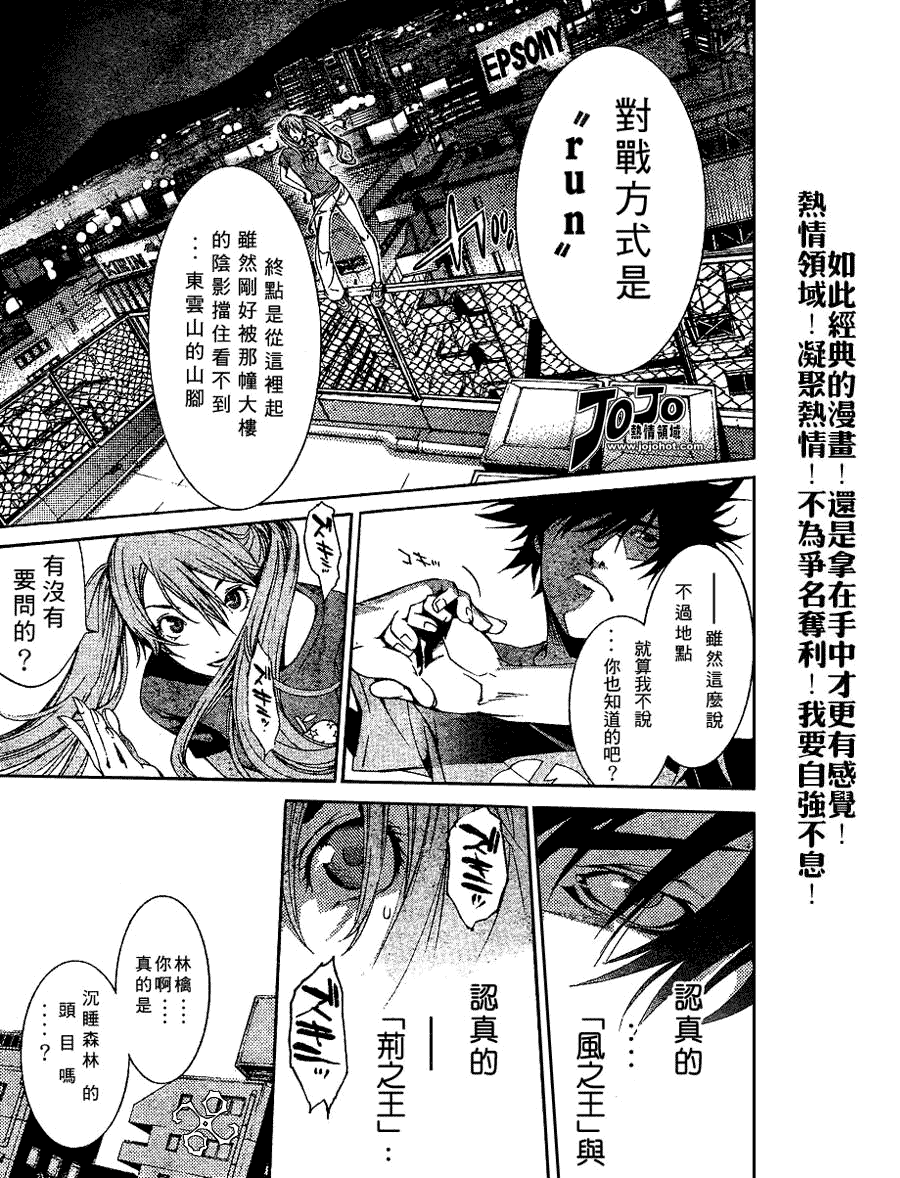 如此經典的漫畫！還是拿在手中才更有感覺！
熱情領域！凝聚熱情！不為爭名奪利！我要自強不息！
EPSONY
KIRIN
對戰方式是
"run"
終點是從這裡起
雖然剛好被那幢大樓
的陰影擋住看不到
…東雲山的山腳
JoJo
熱情領域
www.jojohot.com
——雖然這麼說
不過地點
就算我不說
…你也知道的吧？
有沒有
要問的？
認真的
……
「風之王」與
認真的
——
「荊之王」…
林檎…
你啊…
真的是
沉睡森林的
頭目嗎
……？